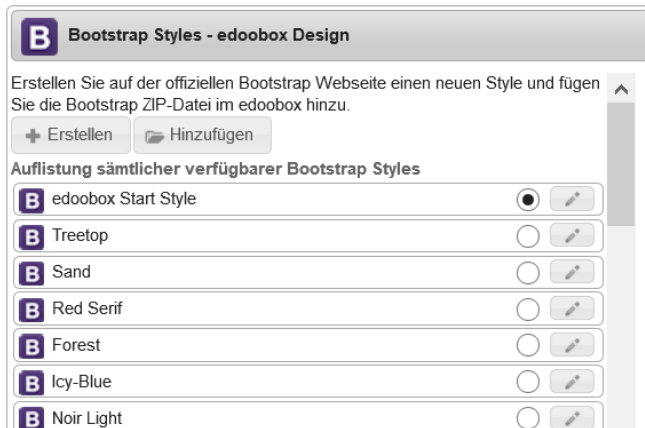 B Bootstrap Styles - edoobox Design
Erstellen Sie auf der offiziellen Bootstrap Webseite einen neuen Style und fügen
Sie die Bootstrap ZIP-Datei im edoobox hinzu.
Erstellen Hinzufügen
Auflistung sämtlicher verfügbarer Bootstrap Styles
B edoobox Start Style
B Treetop
B Sand
B Red Serif
B Forest
B Icy-Blue
B Noir Light